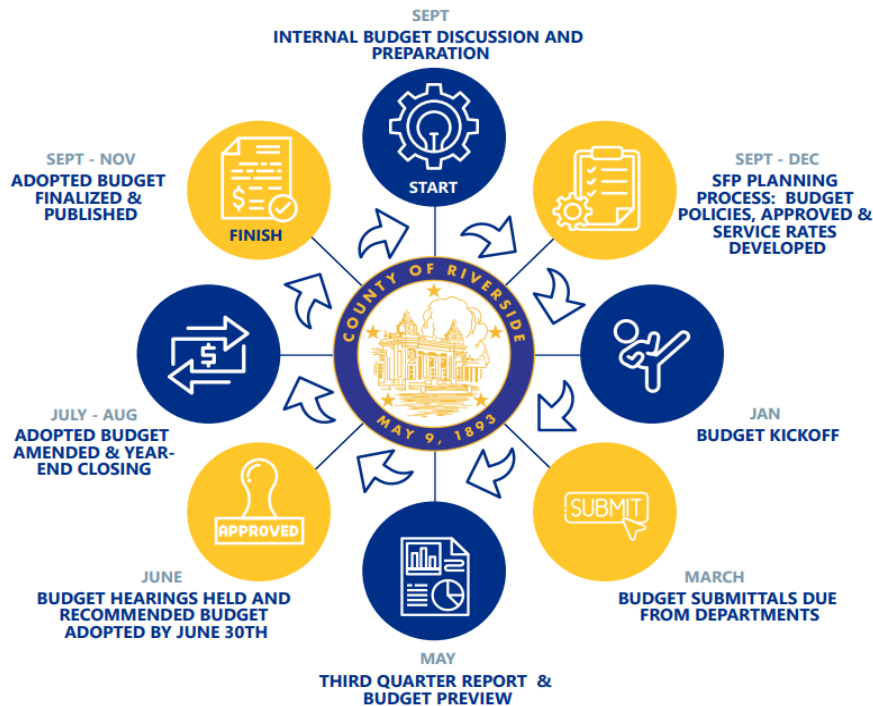 SEPT
INTERNAL BUDGET DISCUSSION AND
PREPARATION
START
SEPT - DEC
SFP PLANNING
PROCESS: BUDGET
POLICIES, APPROVED &
SERVICE RATES
DEVELOPED
JAN
BUDGET KICKOFF
SUBMIT
MARCH
BUDGET SUBMITTALS DUE
FROM DEPARTMENTS
MAY
THIRD QUARTER REPORT &
BUDGET PREVIEW
APPROVED
JUNE
BUDGET HEARINGS HELD AND
RECOMMENDED BUDGET
ADOPTED BY JUNE 30TH
$
JULY - AUG
ADOPTED BUDGET
AMENDED & YEAR-
END CLOSING
$
FINISH
SEPT - NOV
ADOPTED BUDGET
FINALIZED &
PUBLISHED
COUNTY OF RIVERSIDE
MAY 9, 1893